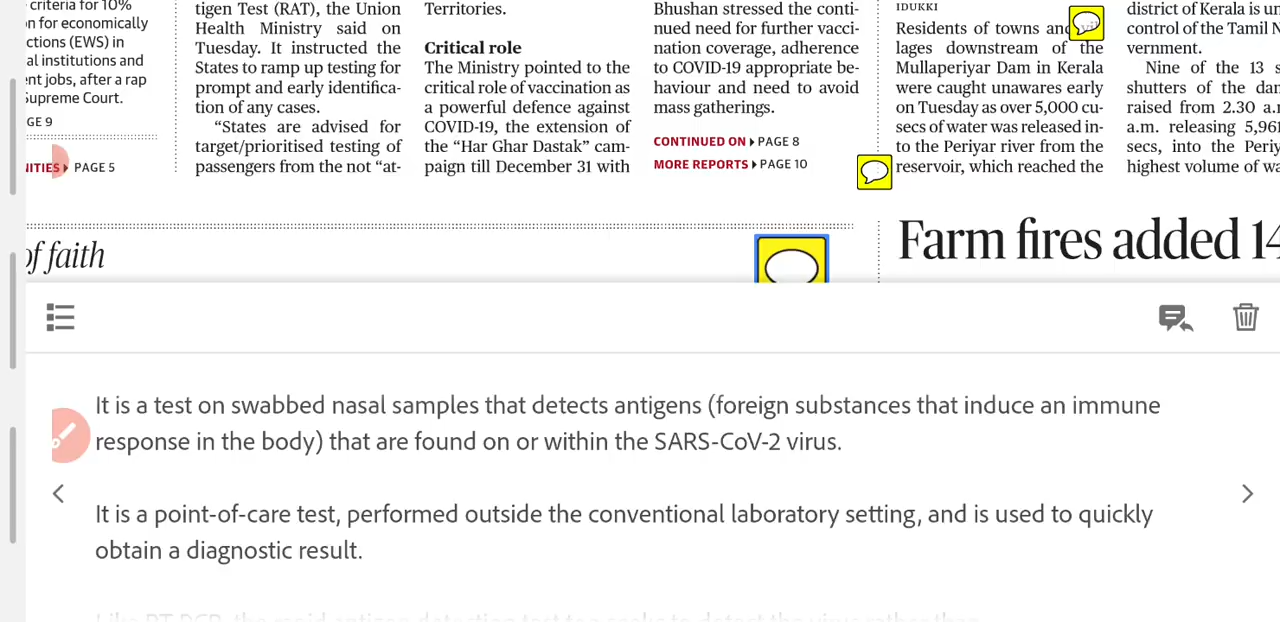 criteria for 10%
on for economically
ctions (EWS) in
al institutions and
ent jobs, after a rap
Supreme Court.
GE 9
NITIES PAGE 5
tigen Test (RAT), the Union
Health Ministry said on
Tuesday. It instructed the
States to ramp up testing for
prompt and early identifica-
tion of any cases.
“States are advised for
target/prioritised testing of
passengers from the not “at-
Territories.
Critical role
The Ministry pointed to the
critical role of vaccination as
a powerful defence against
COVID-19, the extension of
the “Har Ghar Dastak” cam-
paign till December 31 with
Bhushan stressed the conti-
nued need for further vacci-
nation coverage, adherence
to COVID-19 appropriate be-
haviour and need to avoid
mass gatherings.
CONTINUED ON PAGE 8
MORE REPORTS PAGE 10
IDUKKI
Residents of towns and vil-
lages downstream of the
Mullaperiyar Dam in Kerala
were caught unawares early
on Tuesday as over 5,000 cu-
secs of water was released in-
to the Periyar river from the
reservoir, which reached the
district of Kerala is un
control of the Tamil N
vernment.
Nine of the 13 s
shutters of the dam
raised from 2.30 a.m
a.m. releasing 5,961
secs, into the Periy
highest volume of wa
of faith
Farm fires added 14
It is a test on swabbed nasal samples that detects antigens (foreign substances that induce an immune
response in the body) that are found on or within the SARS-CoV-2 virus.
It is a point-of-care test, performed outside the conventional laboratory setting, and is used to quickly
obtain a diagnostic result.